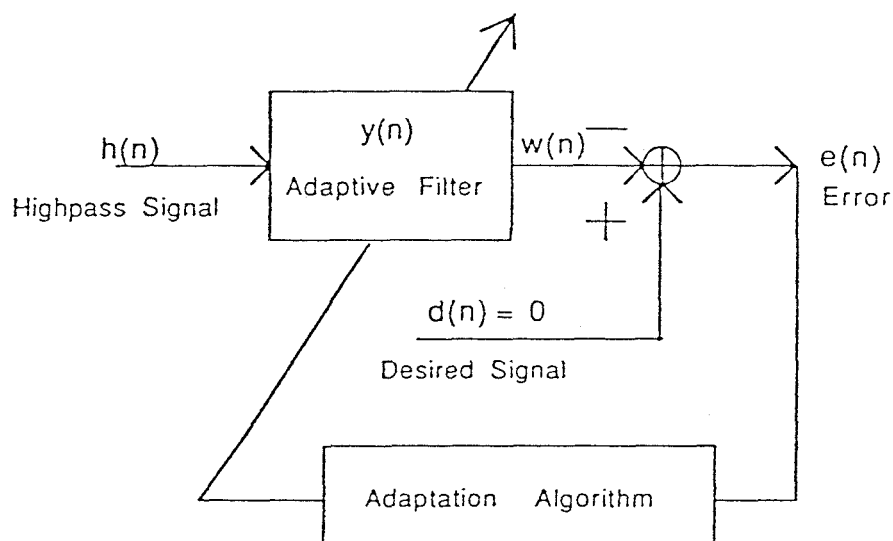 y(n)
h(n)
w(n)
−
e(n)
Adaptive Filter
Highpass Signal
Error
+
d(n) = 0
Desired Signal
Adaptation Algorithm